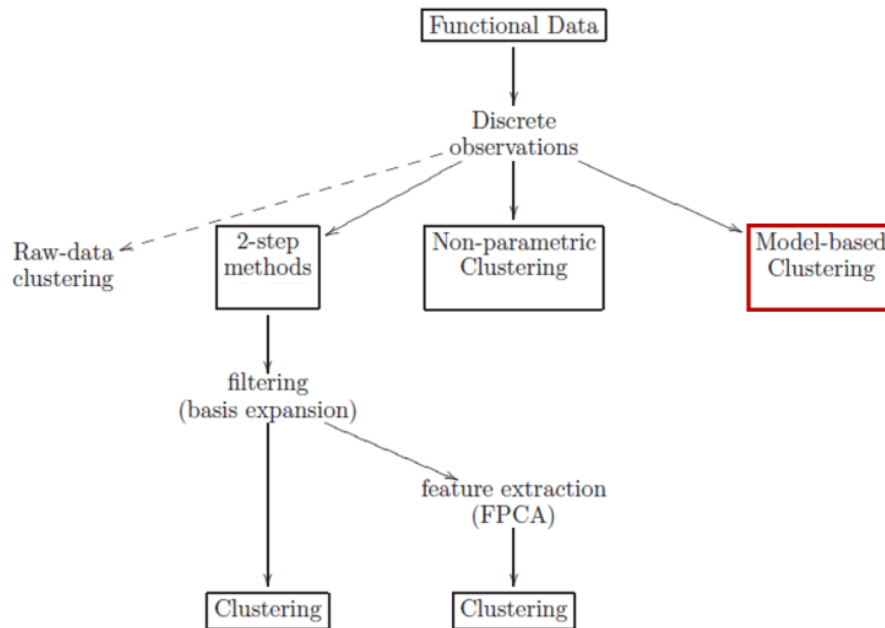 Functional Data
Discrete
observations
Raw-data
clustering
2-step
methods
Non-parametric
Clustering
Model-based
Clustering
filtering
(basis expansion)
feature extraction
(FPCA)
Clustering
Clustering